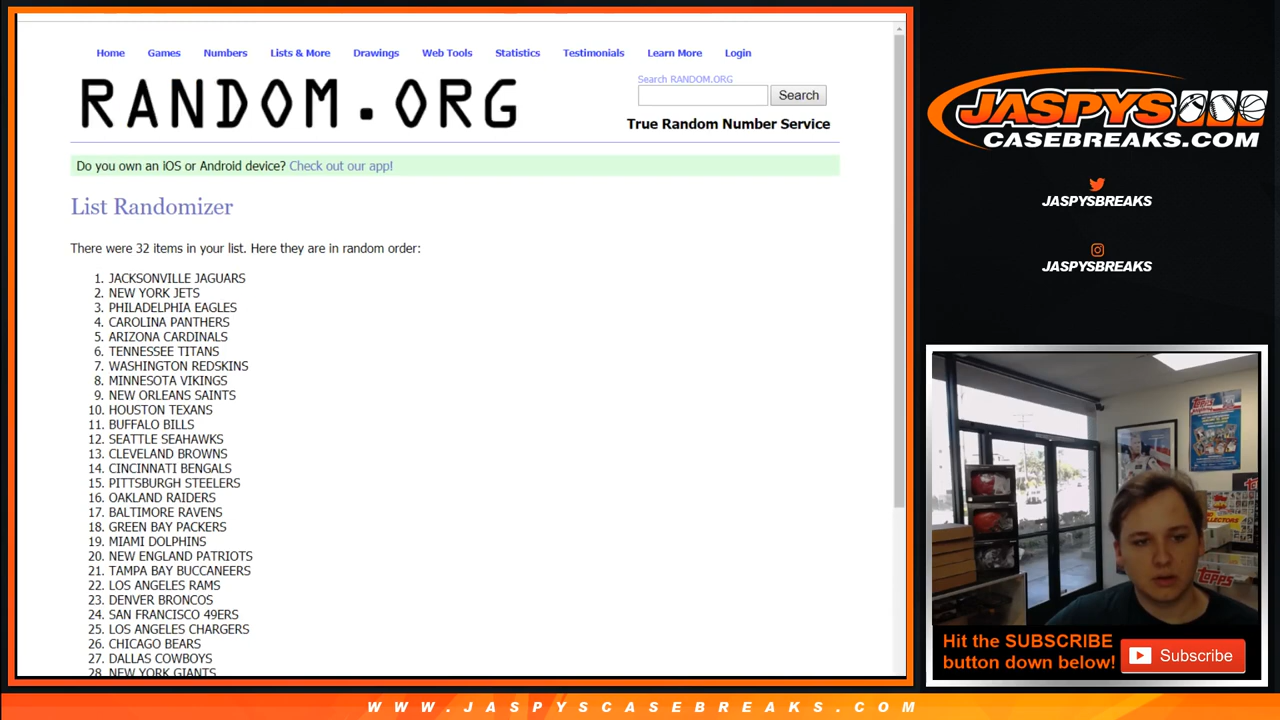 Home Games Numbers Lists & More Drawings Web Tools Statistics Testimonials Learn More Login
RANDOM.ORG
Search RANDOM.ORG
Search
True Random Number Service
Do you own an iOS or Android device? Check out our app!
List Randomizer
There were 32 items in your list. Here they are in random order:
1. JACKSONVILLE JAGUARS
2. NEW YORK JETS
3. PHILADELPHIA EAGLES
4. CAROLINA PANTHERS
5. ARIZONA CARDINALS
6. TENNESSEE TITANS
7. WASHINGTON REDSKINS
8. MINNESOTA VIKINGS
9. NEW ORLEANS SAINTS
10. HOUSTON TEXANS
11. BUFFALO BILLS
12. SEATTLE SEAHAWKS
13. CLEVELAND BROWNS
14. CINCINNATI BENGALS
15. PITTSBURGH STEELERS
16. OAKLAND RAIDERS
17. BALTIMORE RAVENS
18. GREEN BAY PACKERS
19. MIAMI DOLPHINS
20. NEW ENGLAND PATRIOTS
21. TAMPA BAY BUCCANEERS
22. LOS ANGELES RAMS
23. DENVER BRONCOS
24. SAN FRANCISCO 49ERS
25. LOS ANGELES CHARGERS
26. CHICAGO BEARS
27. DALLAS COWBOYS
28. NEW YORK GIANTS
JASPYS
CASEBREAKS.COM
JASPYSBREAKS
JASPYSBREAKS
Topps
TOPPS
Hit the SUBSCRIBE
button down below!
Subscribe
WWW.JASPYSCASEBREAKS.COM